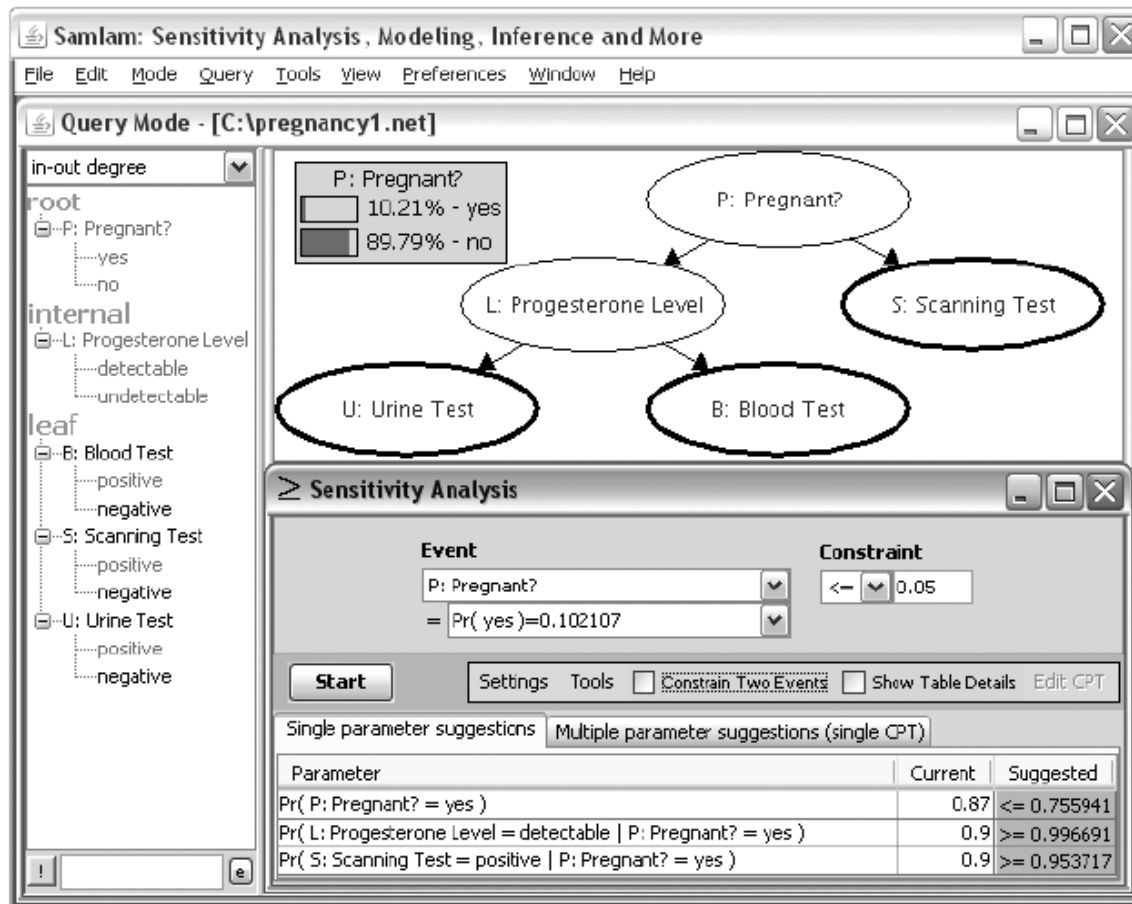 SamIam: Sensitivity Analysis, Modeling, Inference and More
File Edit Mode Query Tools View Preferences Window Help
Query Mode - [C:\pregnancy1.net]
in-out degree
root
P: Pregnant?
yes
no
internal
L: Progesterone Level
detectable
undetectable
leaf
B: Blood Test
positive
negative
S: Scanning Test
positive
negative
U: Urine Test
positive
negative
!
e
P: Pregnant?
10.21% - yes
89.79% - no
P: Pregnant?
L: Progesterone Level
S: Scanning Test
U: Urine Test
B: Blood Test
≥ Sensitivity Analysis
Event
Constraint
P: Pregnant?
<= 0.05
= Pr( yes )=0.102107
Start
Settings Tools Constrain Two Events Show Table Details Edit CPT
Single parameter suggestions Multiple parameter suggestions (single CPT)
Parameter Current Suggested
Pr( P: Pregnant? = yes ) 0.87 <= 0.755941
Pr( L: Progesterone Level = detectable | P: Pregnant? = yes ) 0.9 >= 0.996691
Pr( S: Scanning Test = positive | P: Pregnant? = yes ) 0.9 >= 0.953717